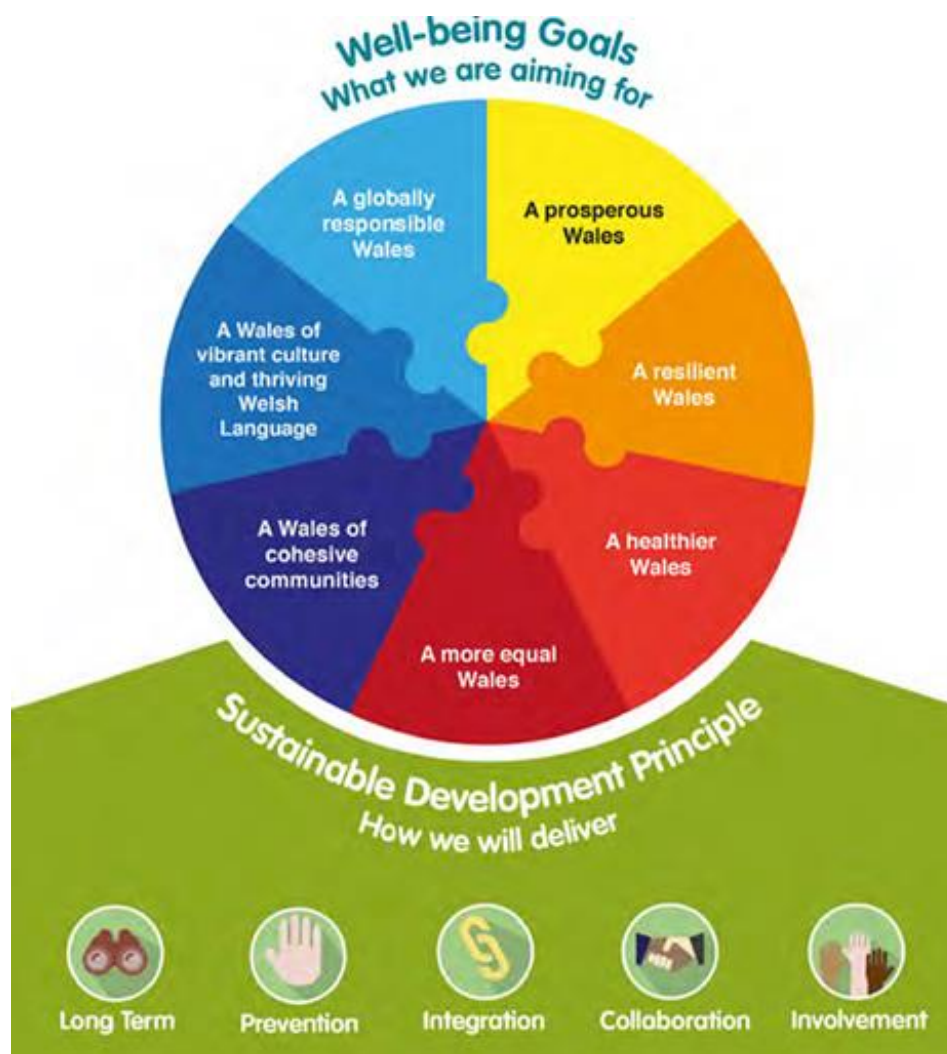 Well-being Goals
What we are aiming for
A prosperous
Wales
A resilient
Wales
A healthier
Wales
A more equal
Wales
A Wales of
cohesive
communities
A Wales of
vibrant culture
and thriving
Welsh
Language
A globally
responsible
Wales
Sustainable Development Principle
How we will deliver
Long Term
Prevention
Integration
Collaboration
Involvement